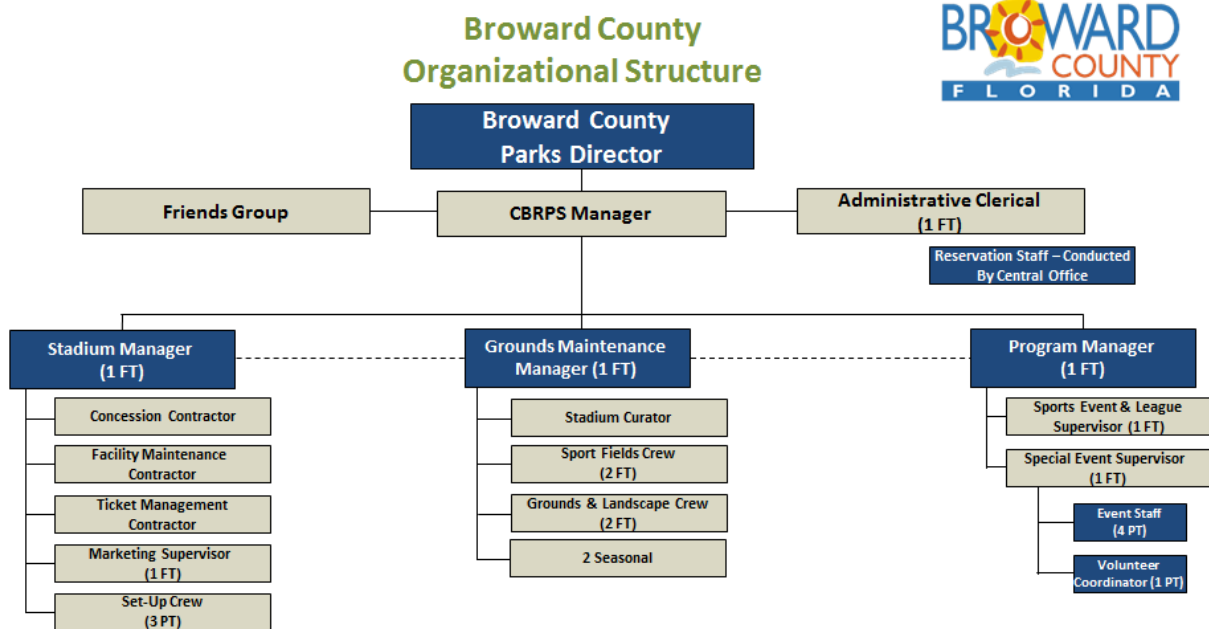 Broward County
Organizational Structure
BROWARD
COUNTY
FLORIDA
Broward County
Parks Director
Friends Group
CBRPS Manager
Administrative Clerical
(1 FT)
Reservation Staff – Conducted
By Central Office
Stadium Manager
(1 FT)
Grounds Maintenance
Manager (1 FT)
Program Manager
(1 FT)
Concession Contractor
Facility Maintenance
Contractor
Ticket Management
Contractor
Marketing Supervisor
(1 FT)
Set-Up Crew
(3 PT)
Stadium Curator
Sport Fields Crew
(2 FT)
Grounds & Landscape Crew
(2 FT)
2 Seasonal
Sports Event & League
Supervisor (1 FT)
Special Event Supervisor
(1 FT)
Event Staff
(4 PT)
Volunteer
Coordinator (1 PT)